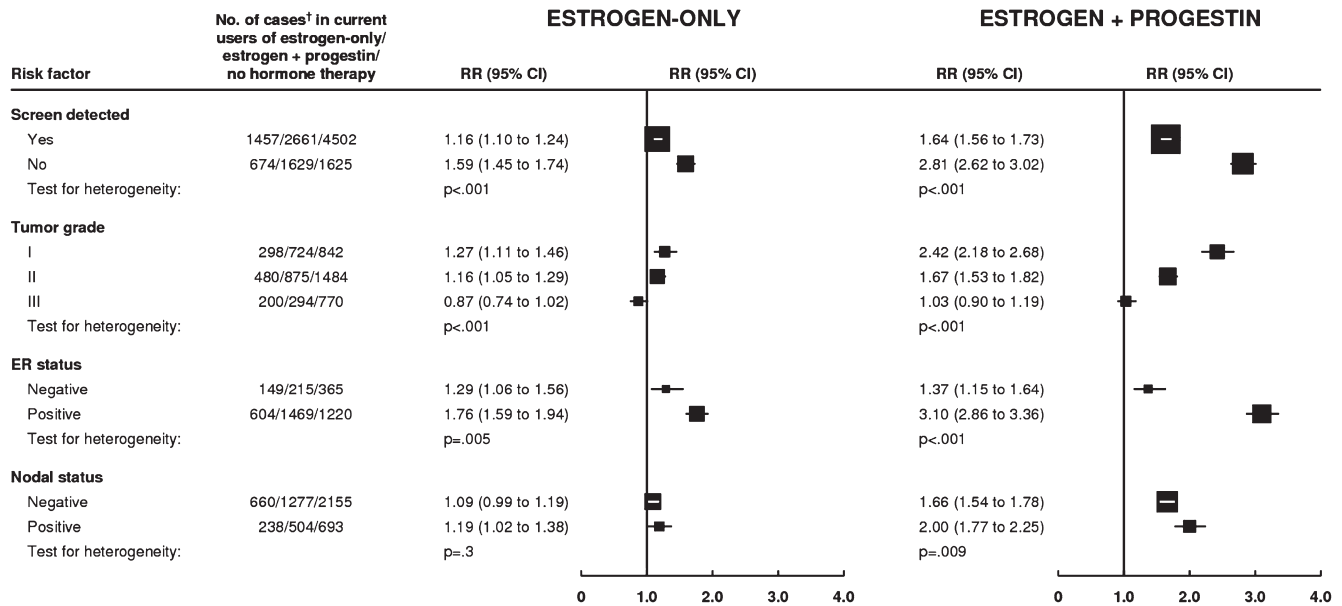 ESTROGEN-ONLY ESTROGEN + PROGESTIN
No. of cases† in current
users of estrogen-only/
estrogen + progestin/
Risk factor no hormone therapy RR (95% CI) RR (95% CI) RR (95% CI) RR (95% CI)
Screen detected
Yes 1457/2661/4502 1.16 (1.10 to 1.24) 1.64 (1.56 to 1.73)
No 674/1629/1625 1.59 (1.45 to 1.74) 2.81 (2.62 to 3.02)
Test for heterogeneity: p<.001 p<.001
Tumor grade
I 298/724/842 1.27 (1.11 to 1.46) 2.42 (2.18 to 2.68)
II 480/875/1484 1.16 (1.05 to 1.29) 1.67 (1.53 to 1.82)
III 200/294/770 0.87 (0.74 to 1.02) 1.03 (0.90 to 1.19)
Test for heterogeneity: p<.001 p<.001
ER status
Negative 149/215/365 1.29 (1.06 to 1.56) 1.37 (1.15 to 1.64)
Positive 604/1469/1220 1.76 (1.59 to 1.94) 3.10 (2.86 to 3.36)
Test for heterogeneity: p=.005 p<.001
Nodal status
Negative 660/1277/2155 1.09 (0.99 to 1.19) 1.66 (1.54 to 1.78)
Positive 238/504/693 1.19 (1.02 to 1.38) 2.00 (1.77 to 2.25)
Test for heterogeneity: p=.3 p=.009
0 1.0 2.0 3.0 4.0 0 1.0 2.0 3.0 4.0